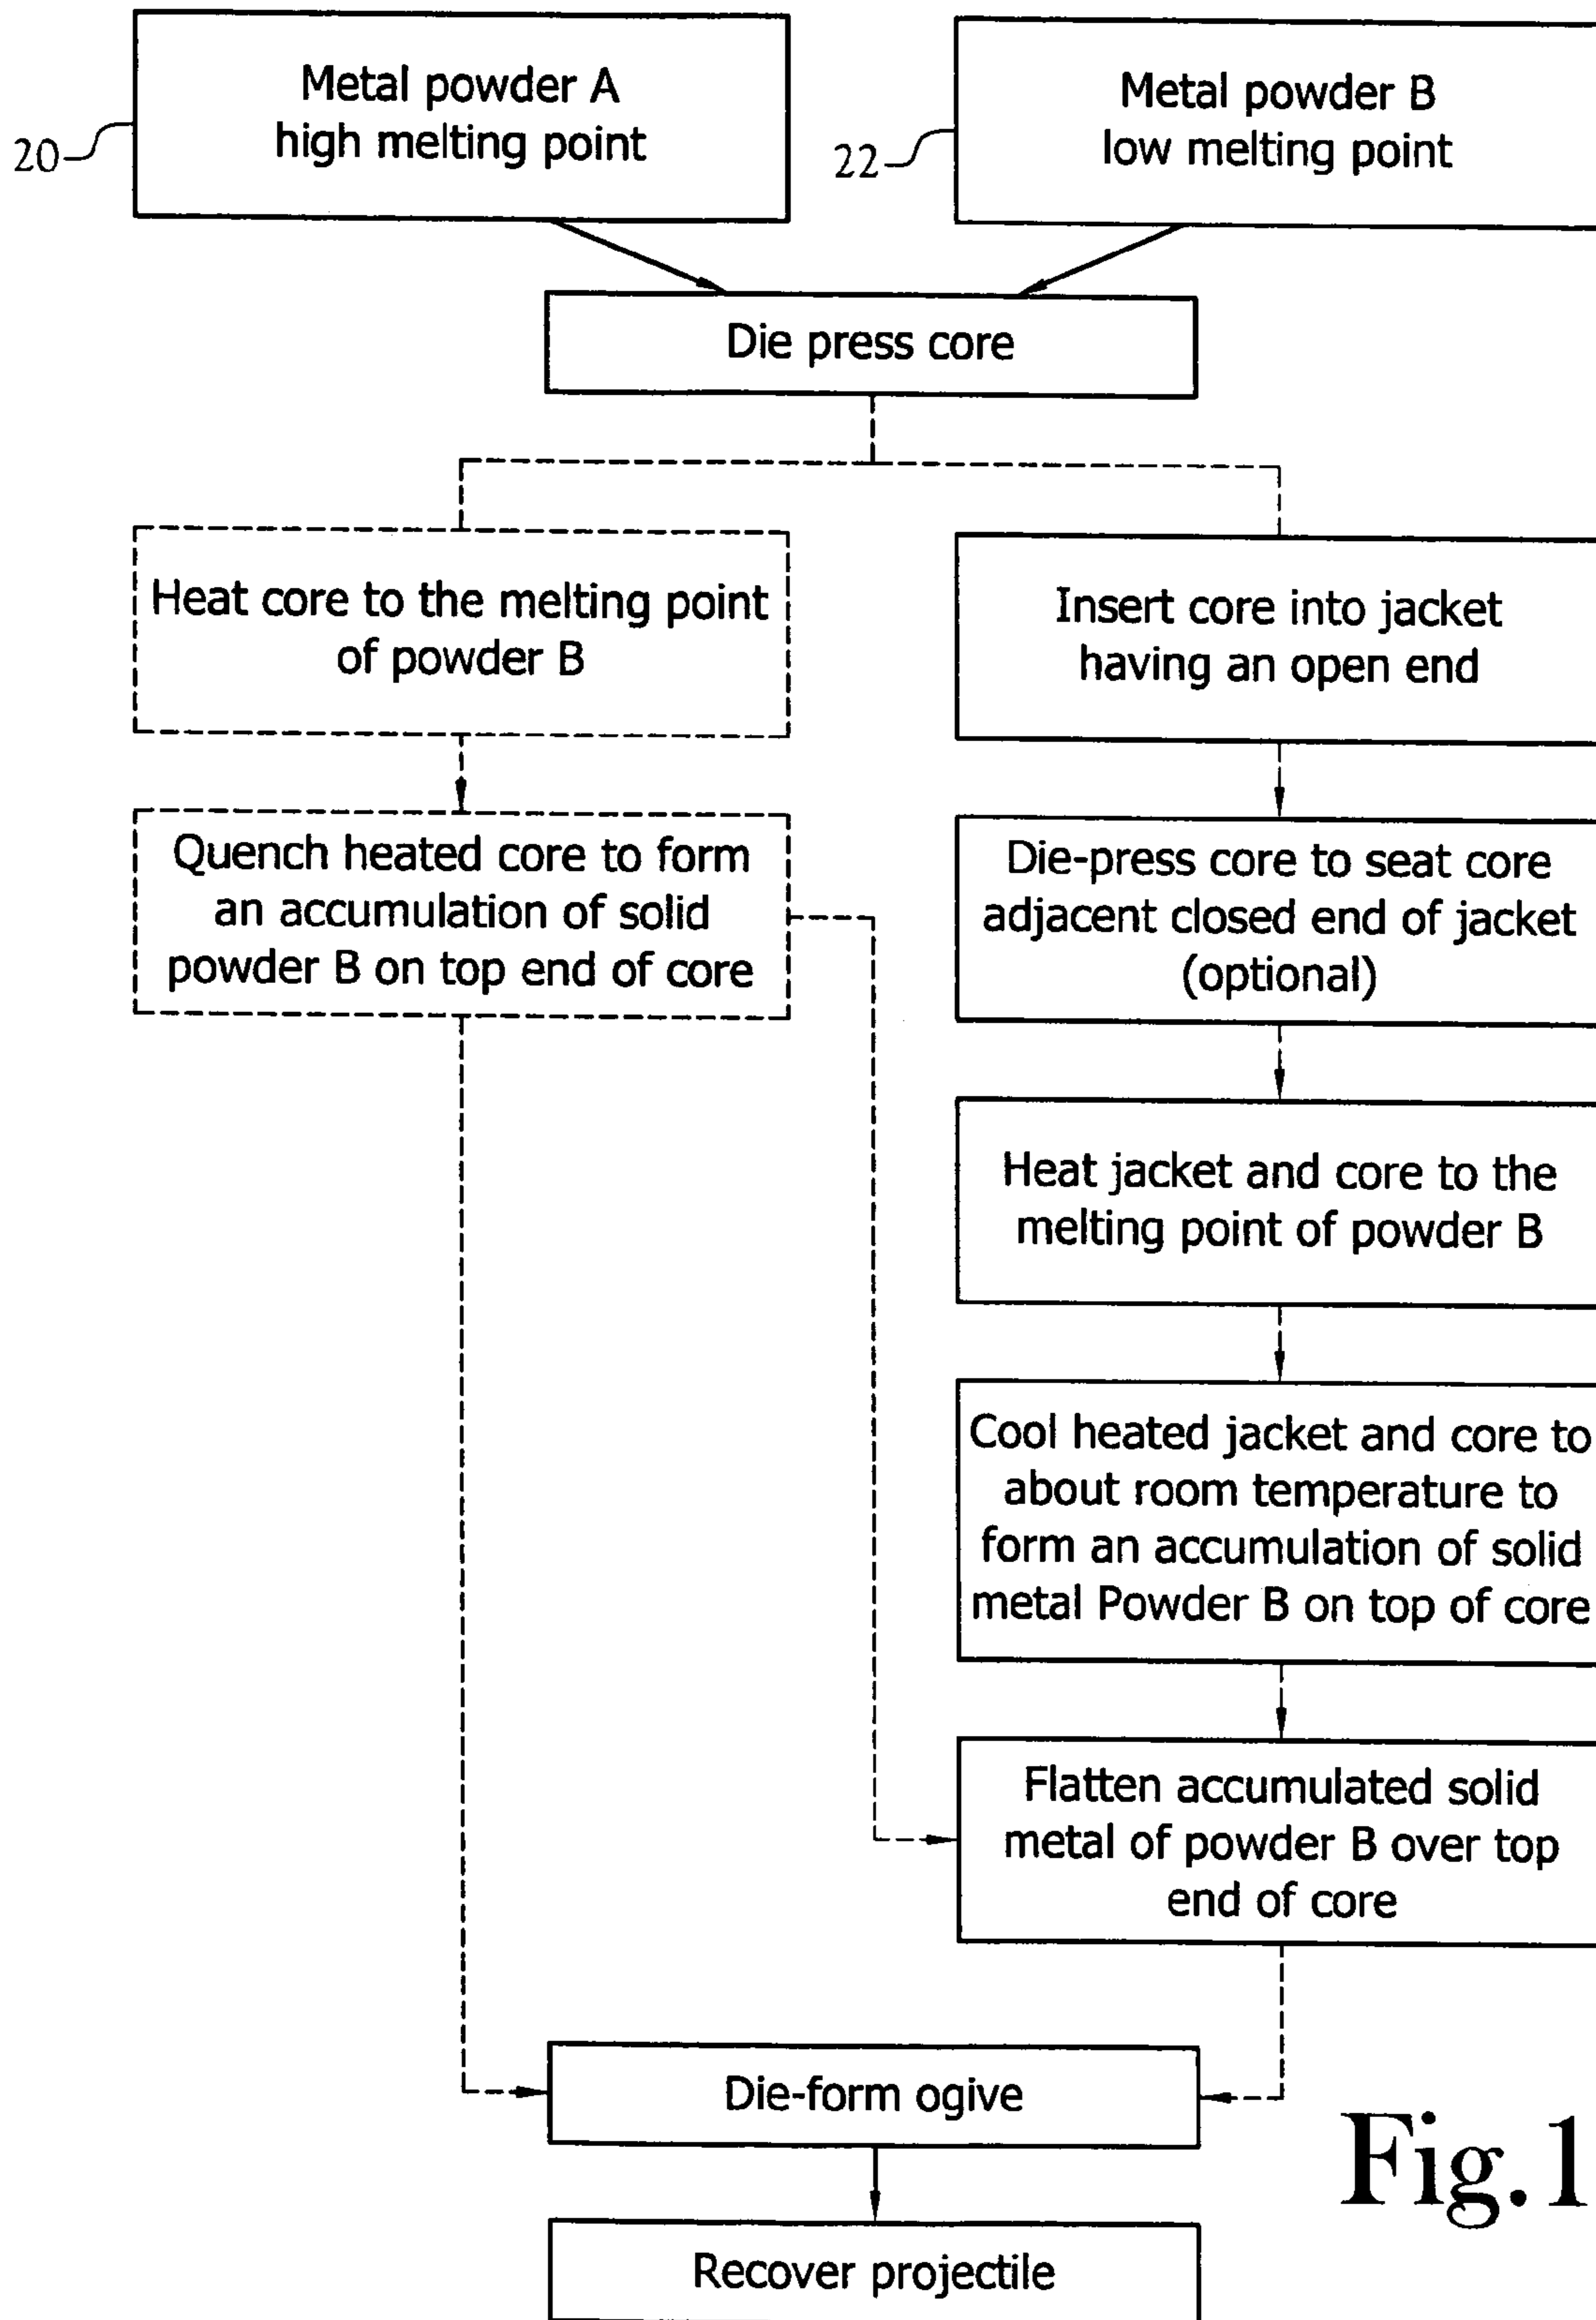 Metal powder A
high melting point
20
Metal powder B
low melting point
22
Die press core
Heat core to the melting point
of powder B
Insert core into jacket
having an open end
Quench heated core to form
an accumulation of solid
powder B on top end of core
Die-press core to seat core
adjacent closed end of jacket
(optional)
Heat jacket and core to the
melting point of powder B
Cool heated jacket and core to
about room temperature to
form an accumulation of solid
metal Powder B on top of core
Flatten accumulated solid
metal of powder B over top
end of core
Die-form ogive
Recover projectile
Fig.1